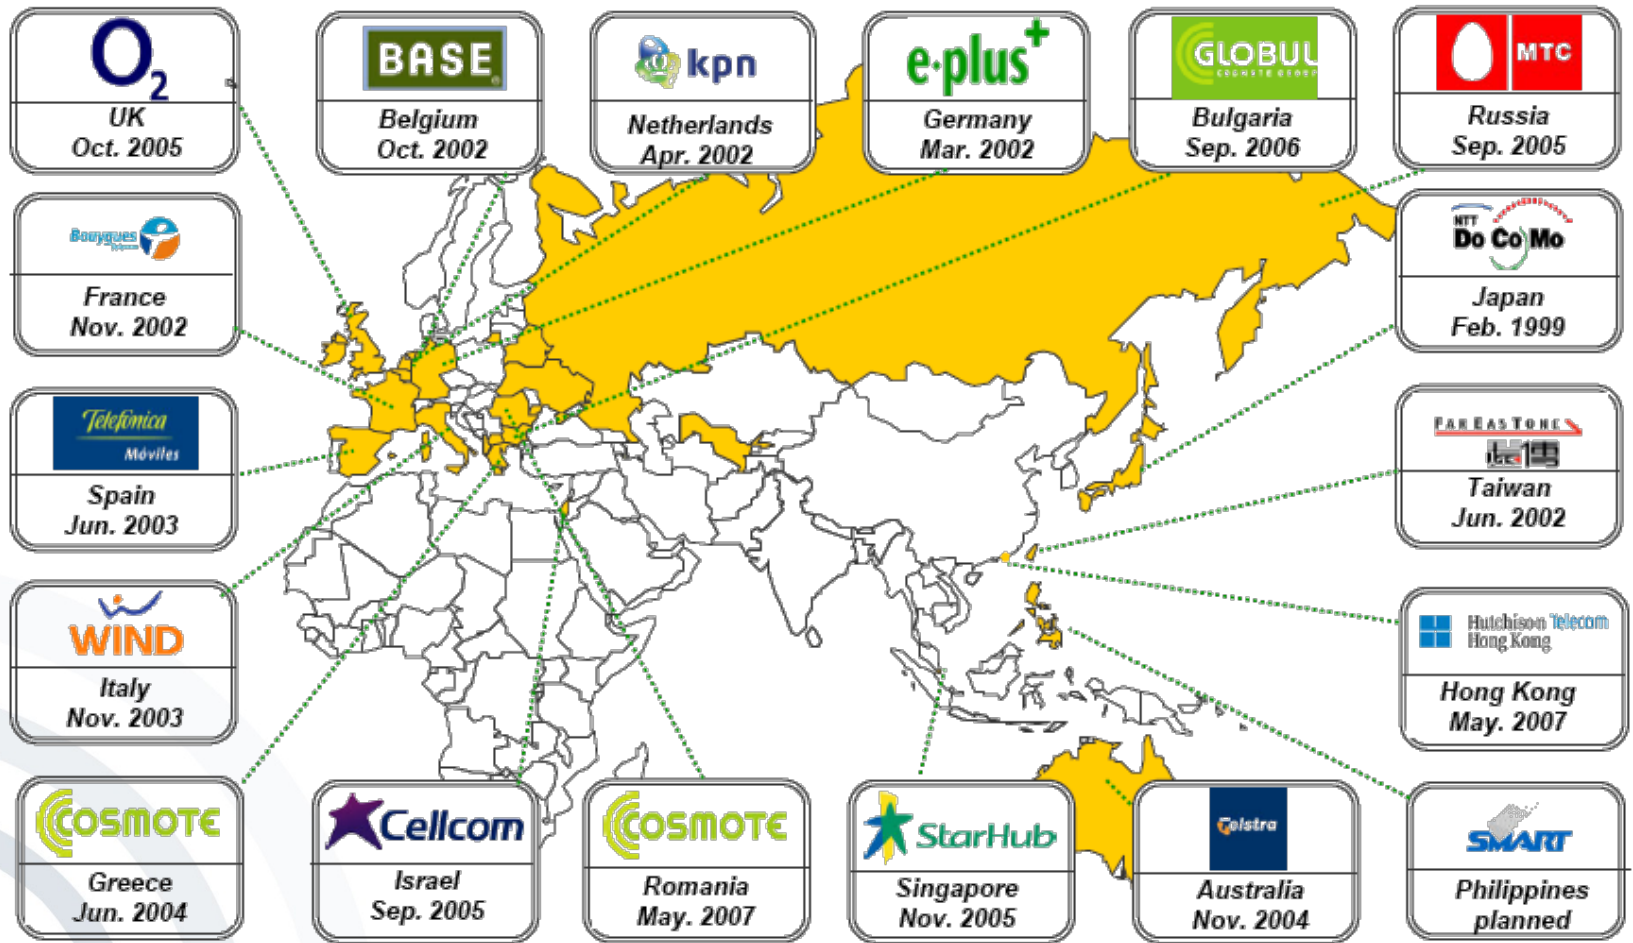 O2
UK
Oct. 2005
BASE
Belgium
Oct. 2002
kpn
Netherlands
Apr. 2002
e·plus+
Germany
Mar. 2002
GLOBUL
Bulgaria
Sep. 2006
МТС
Russia
Sep. 2005
Bouygues
Telecom
France
Nov. 2002
NTT
DoCoMo
Japan
Feb. 1999
Telefónica
Móviles
Spain
Jun. 2003
FAREASTONE
Taiwan
Jun. 2002
WIND
Italy
Nov. 2003
Hutchison Telecom
Hong Kong
Hong Kong
May. 2007
COSMOTE
Greece
Jun. 2004
Cellcom
Israel
Sep. 2005
COSMOTE
Romania
May. 2007
StarHub
Singapore
Nov. 2005
Telstra
Australia
Nov. 2004
SMART
Philippines
planned